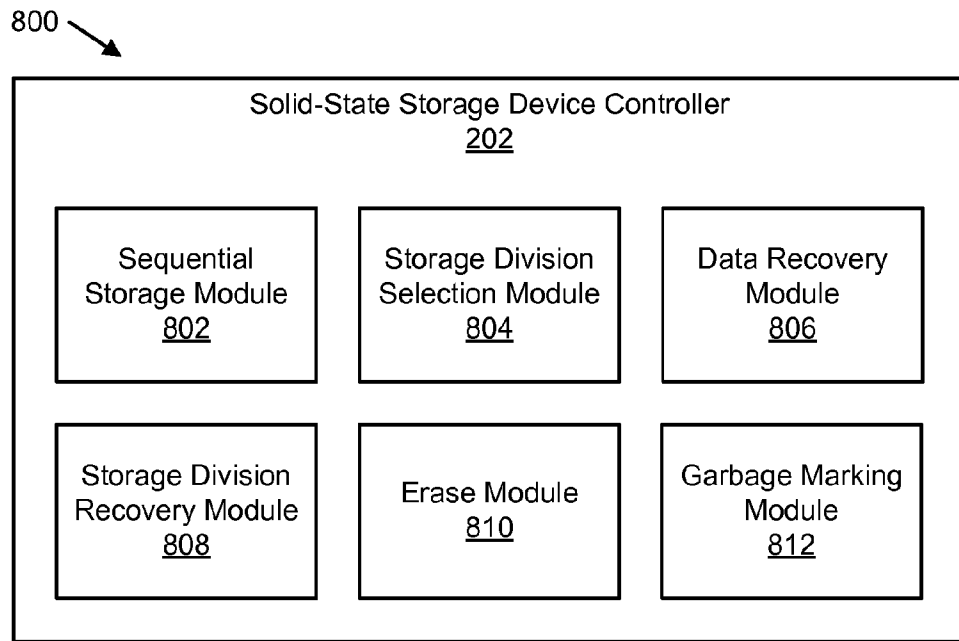 800
Solid-State Storage Device Controller
202
Sequential
Storage Module
802
Storage Division
Selection Module
804
Data Recovery
Module
806
Storage Division
Recovery Module
808
Erase Module
810
Garbage Marking
Module
812